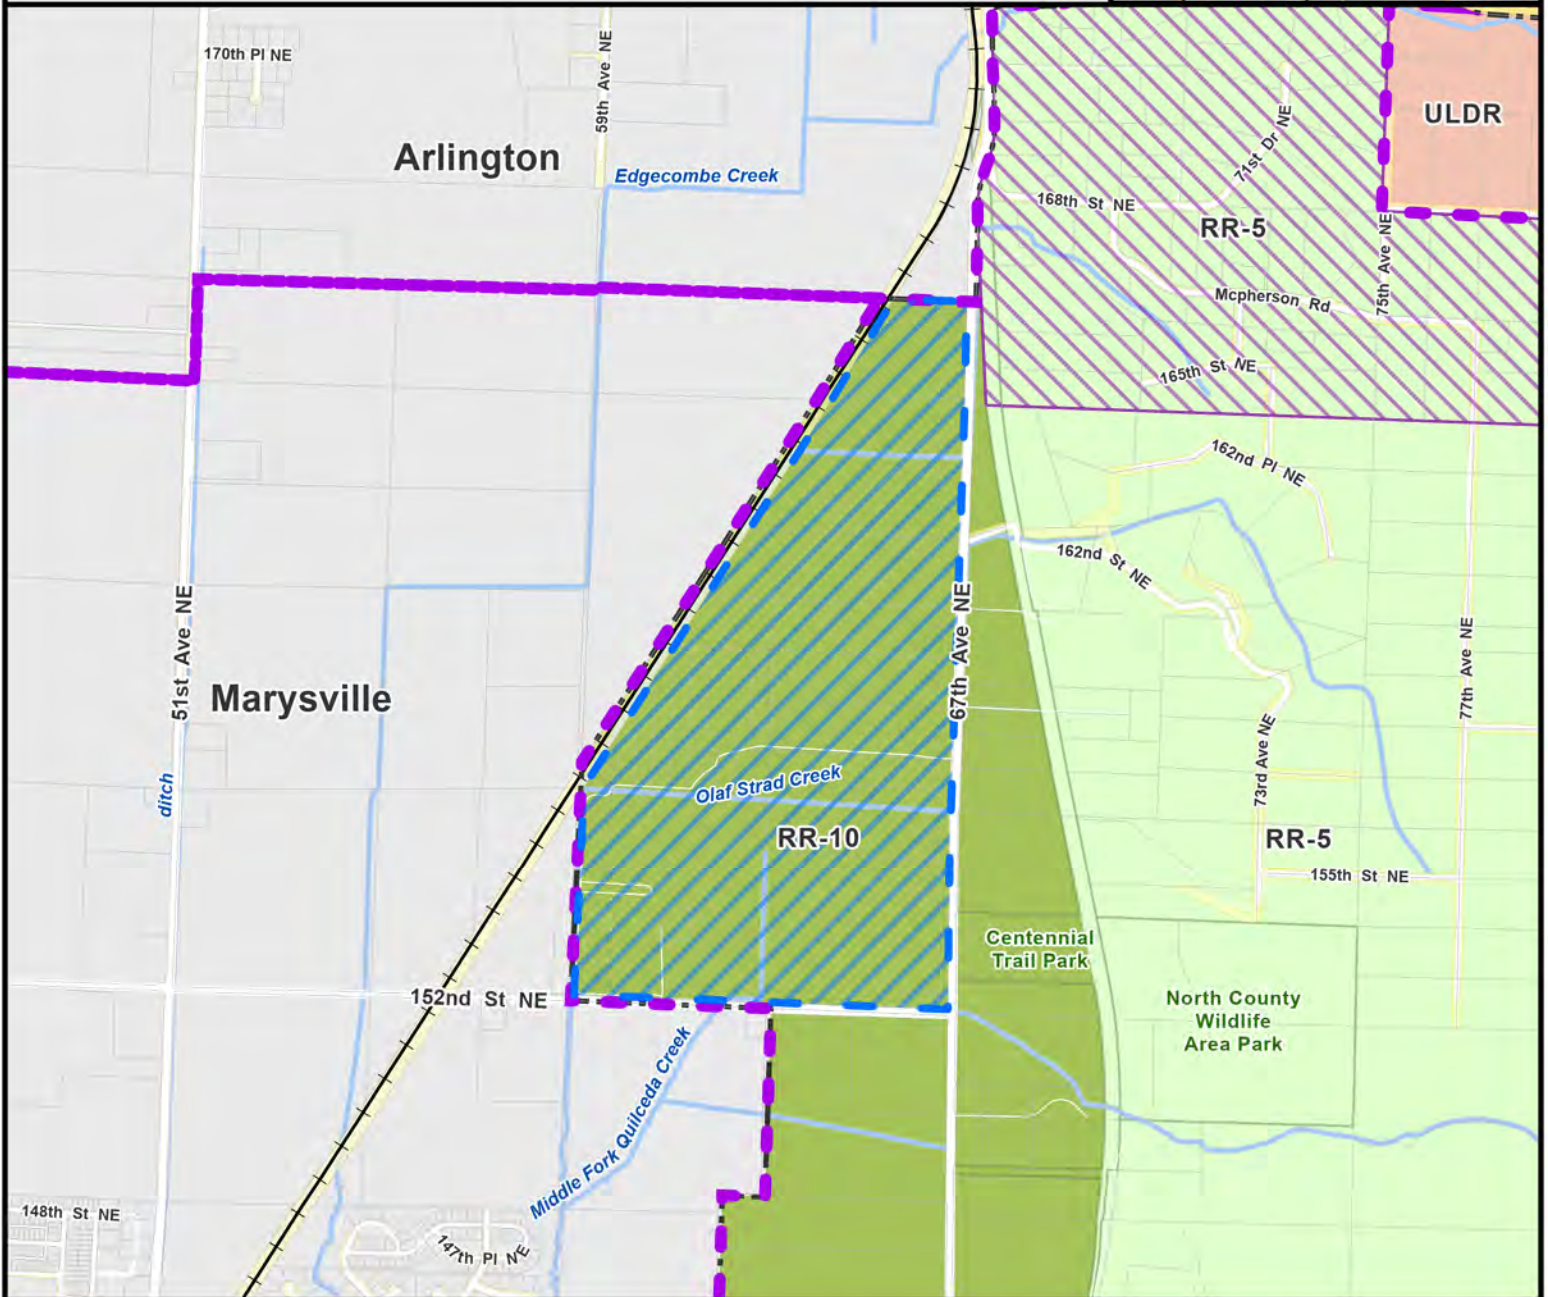 170th Pl NE
59th Ave NE
Arlington
Edgecombe Creek
ULDR
71st Dr NE
168th St NE
RR-5
75th Ave NE
Mcpherson Rd
165th St NE
162nd Pl NE
162nd St NE
51st Ave NE
Marysville
67th Ave NE
77th Ave NE
ditch
Olaf Strad Creek
73rd Ave NE
RR-10
RR-5
155th St NE
Centennial
Trail Park
152nd St NE
North County
Wildlife
Area Park
Middle Fork Quilceda Creek
148th St NE
147th Pl NE